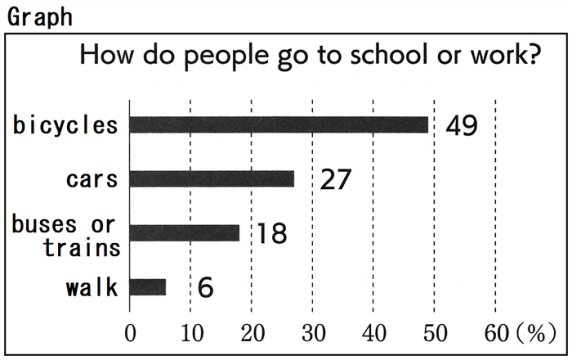 Graph
How do people go to school or work?
bicycles 49
cars 27
buses or
trains 18
walk 6
0 10 20 30 40 50 60 (%)